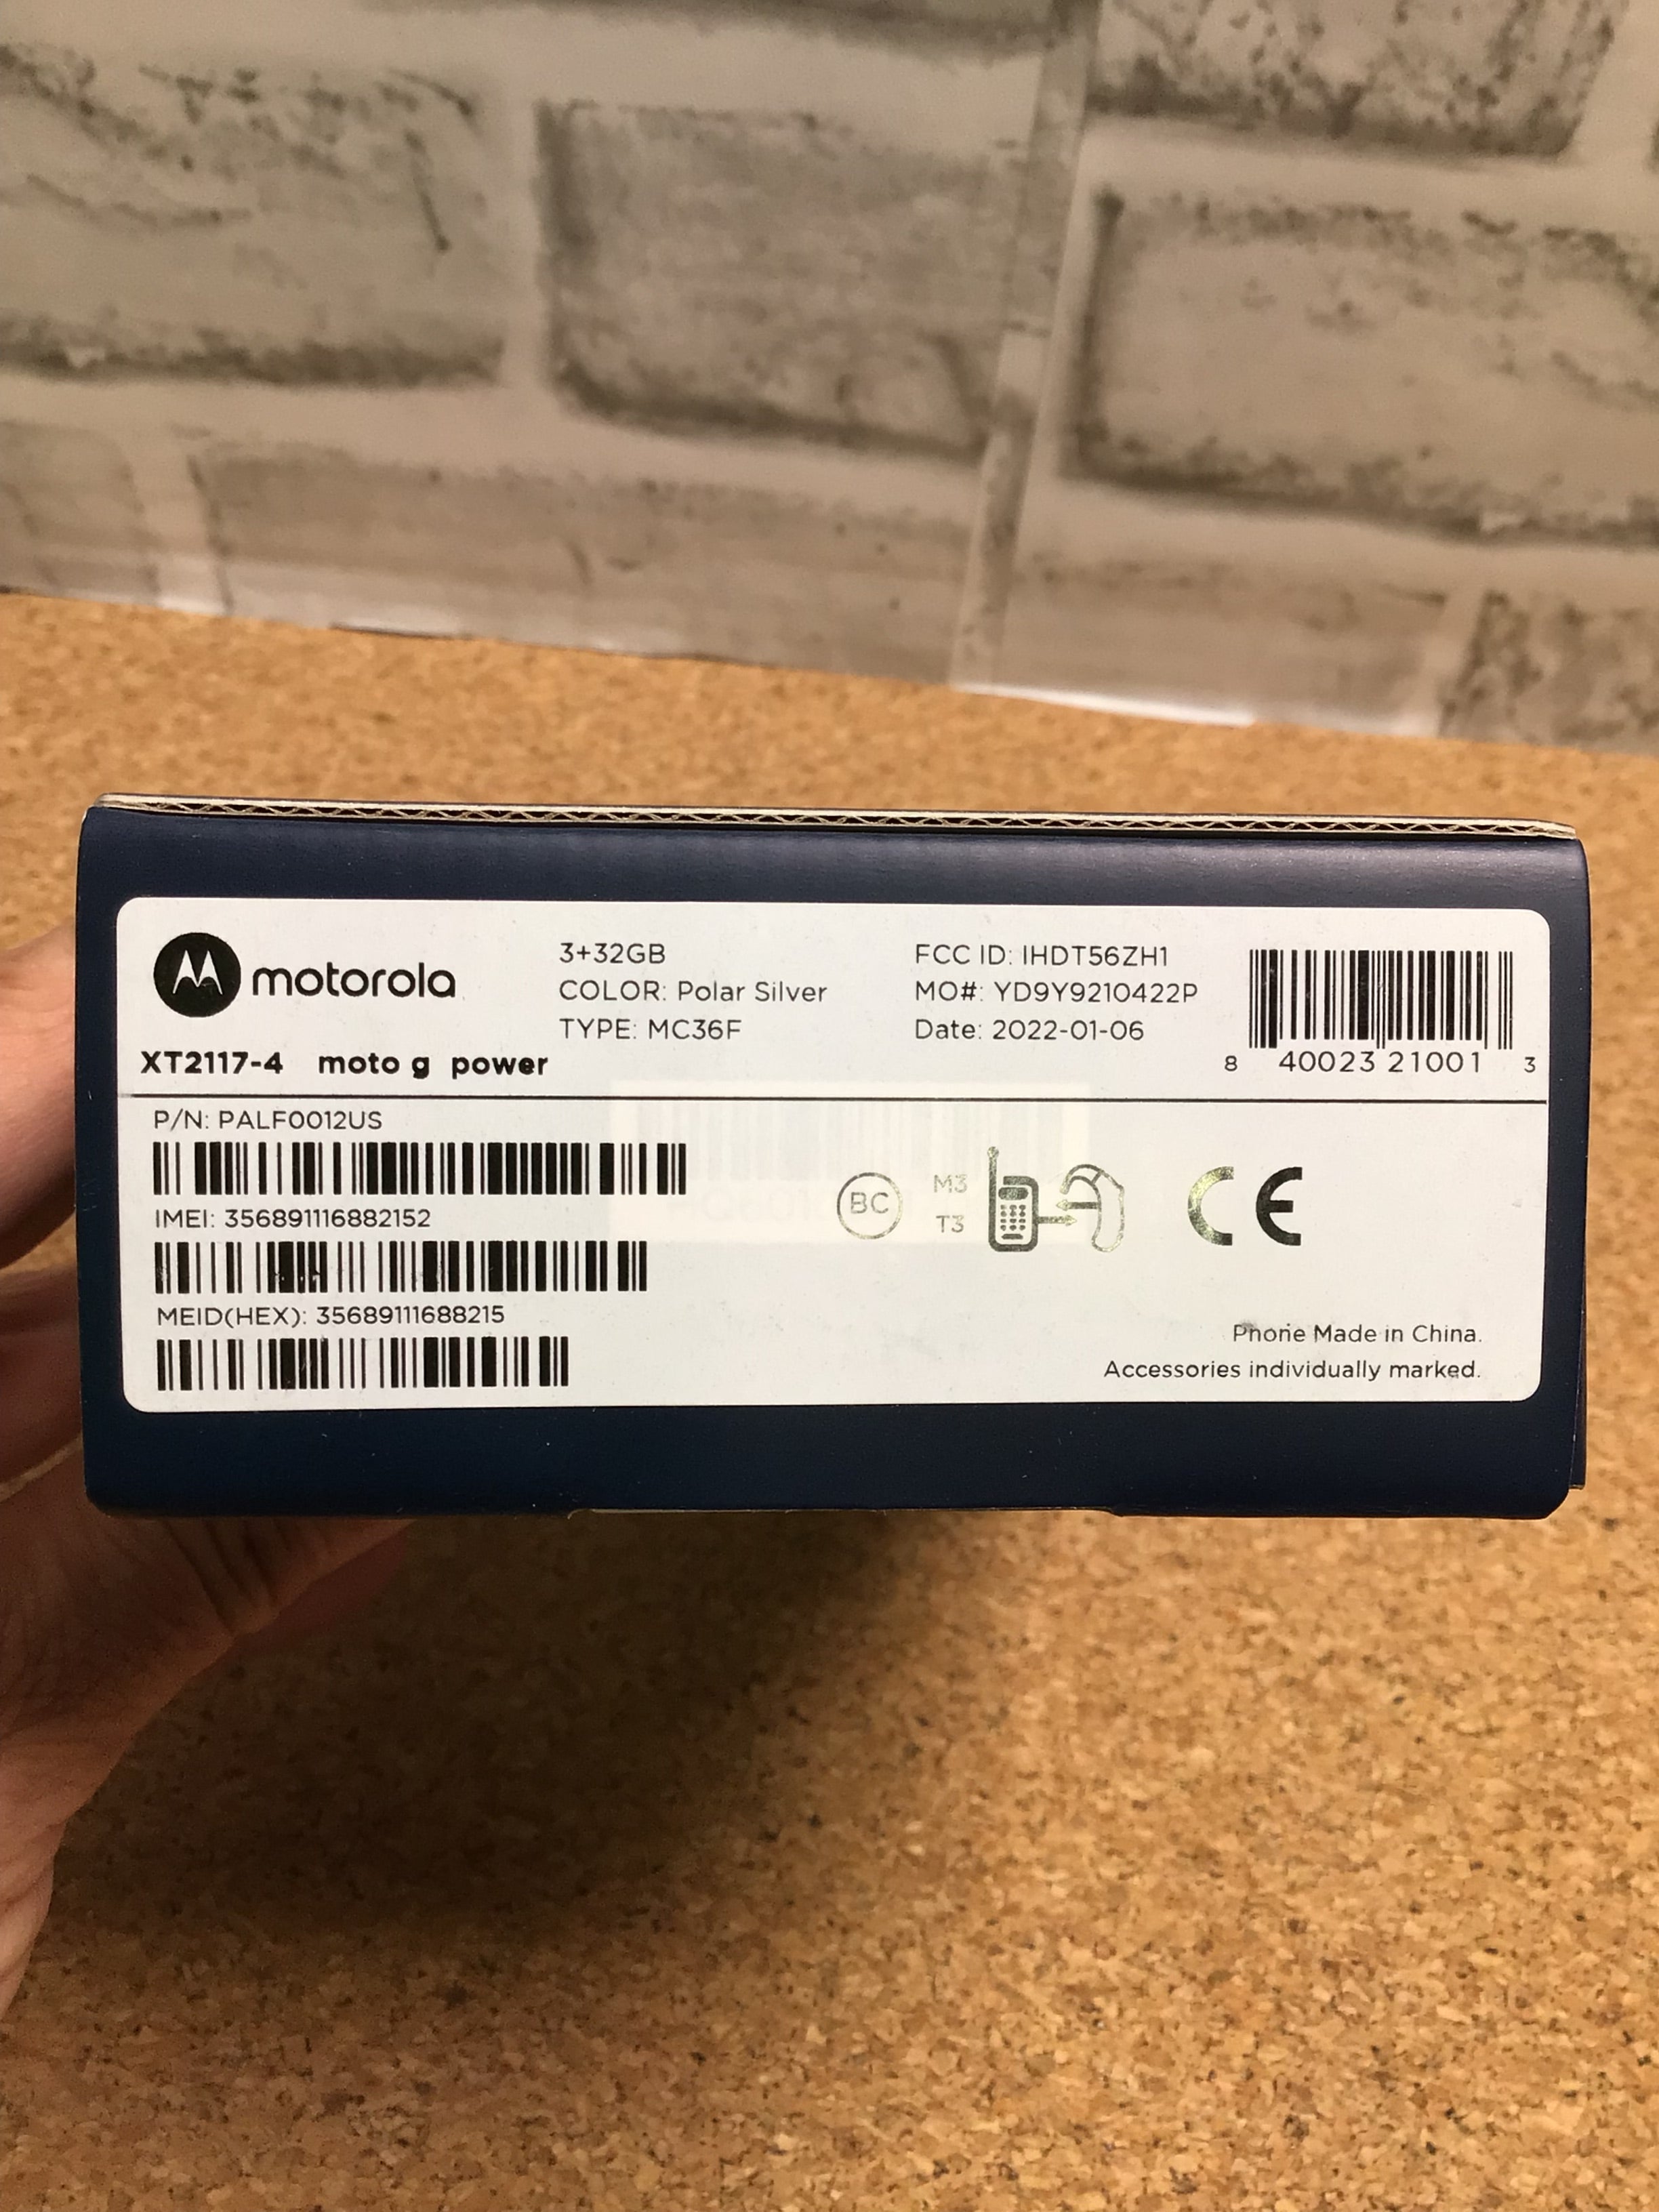 motorola
XT2117-4 moto g power
3+32GB
COLOR: Polar Silver
TYPE: MC36F
FCC ID: IHDT56ZH1
MO#: YD9Y9210422P
Date: 2022-01-06
8 40023 21001 3
P/N: PALF0012US
IMEI: 356891116882152
MEID(HEX): 35689111688215
BC
M3
T3
CE
Phone Made in China.
Accessories individually marked.